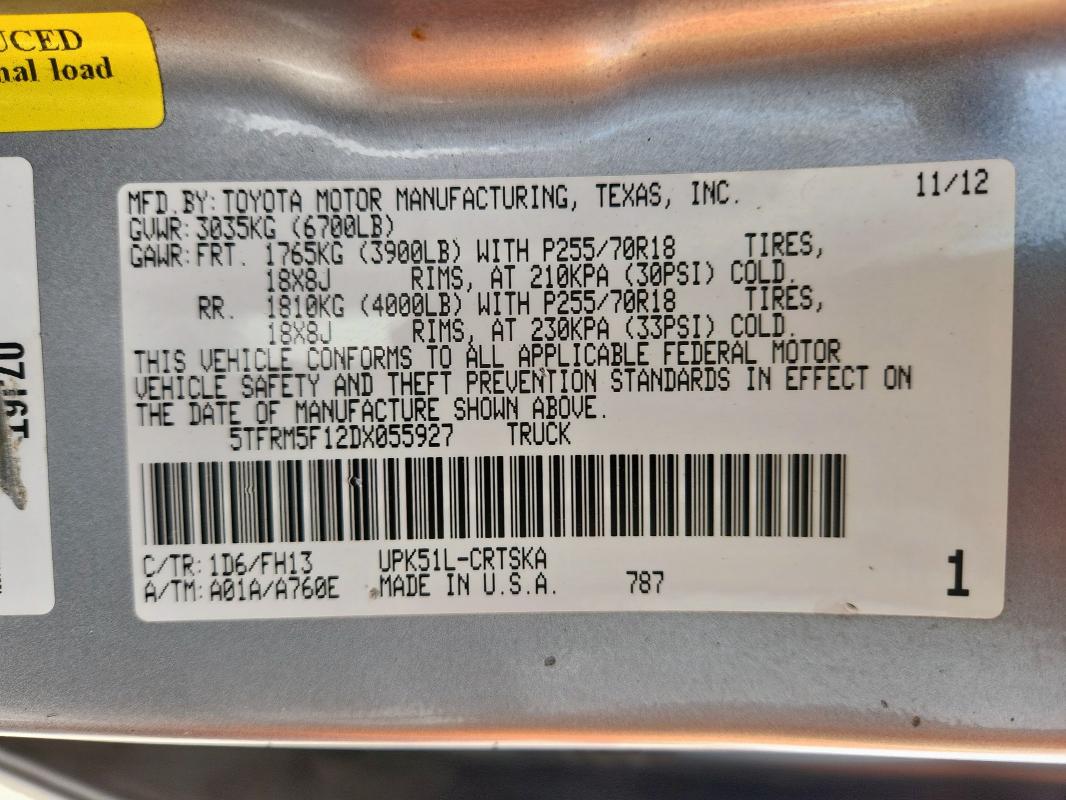 UCED
nal load
MFD.BY:TOYOTA MOTOR MANUFACTURING, TEXAS, INC. 11/12
GVWR:3035KG (6700LB)
GAWR:FRT. 1765KG (3900LB) WITH P255/70R18 TIRES,
18X8J RIMS, AT 210KPA (30PSI) COLD.
RR. 1810KG (4000LB) WITH P255/70R18 TIRES,
18X8J RIMS, AT 230KPA (33PSI) COLD.
THIS VEHICLE CONFORMS TO ALL APPLICABLE FEDERAL MOTOR
VEHICLE SAFETY AND THEFT PREVENTION STANDARDS IN EFFECT ON
THE DATE OF MANUFACTURE SHOWN ABOVE.
5TFRM5F12DX055927 TRUCK
C/TR:1D6/FH13 UPK51L-CRTSKA
A/TM:A01A/A760E MADE IN U.S.A. 787 1